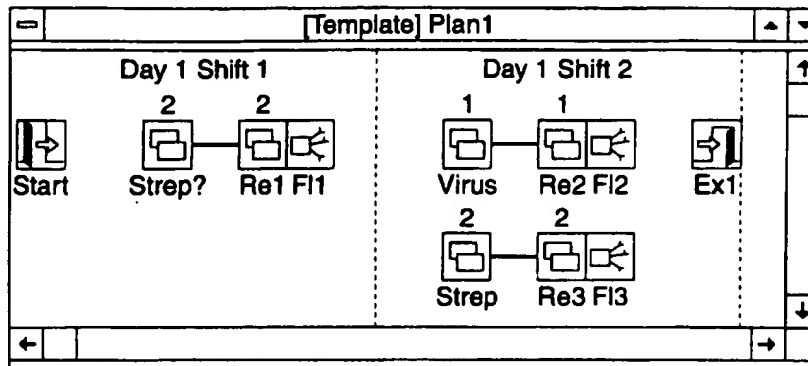 [Template] Plan1
Day 1 Shift 1 Day 1 Shift 2
2 2 1 1
Start Strep? Re1 Fl1 Virus Re2 Fl2 Ex1
2 2
Strep Re3 Fl3